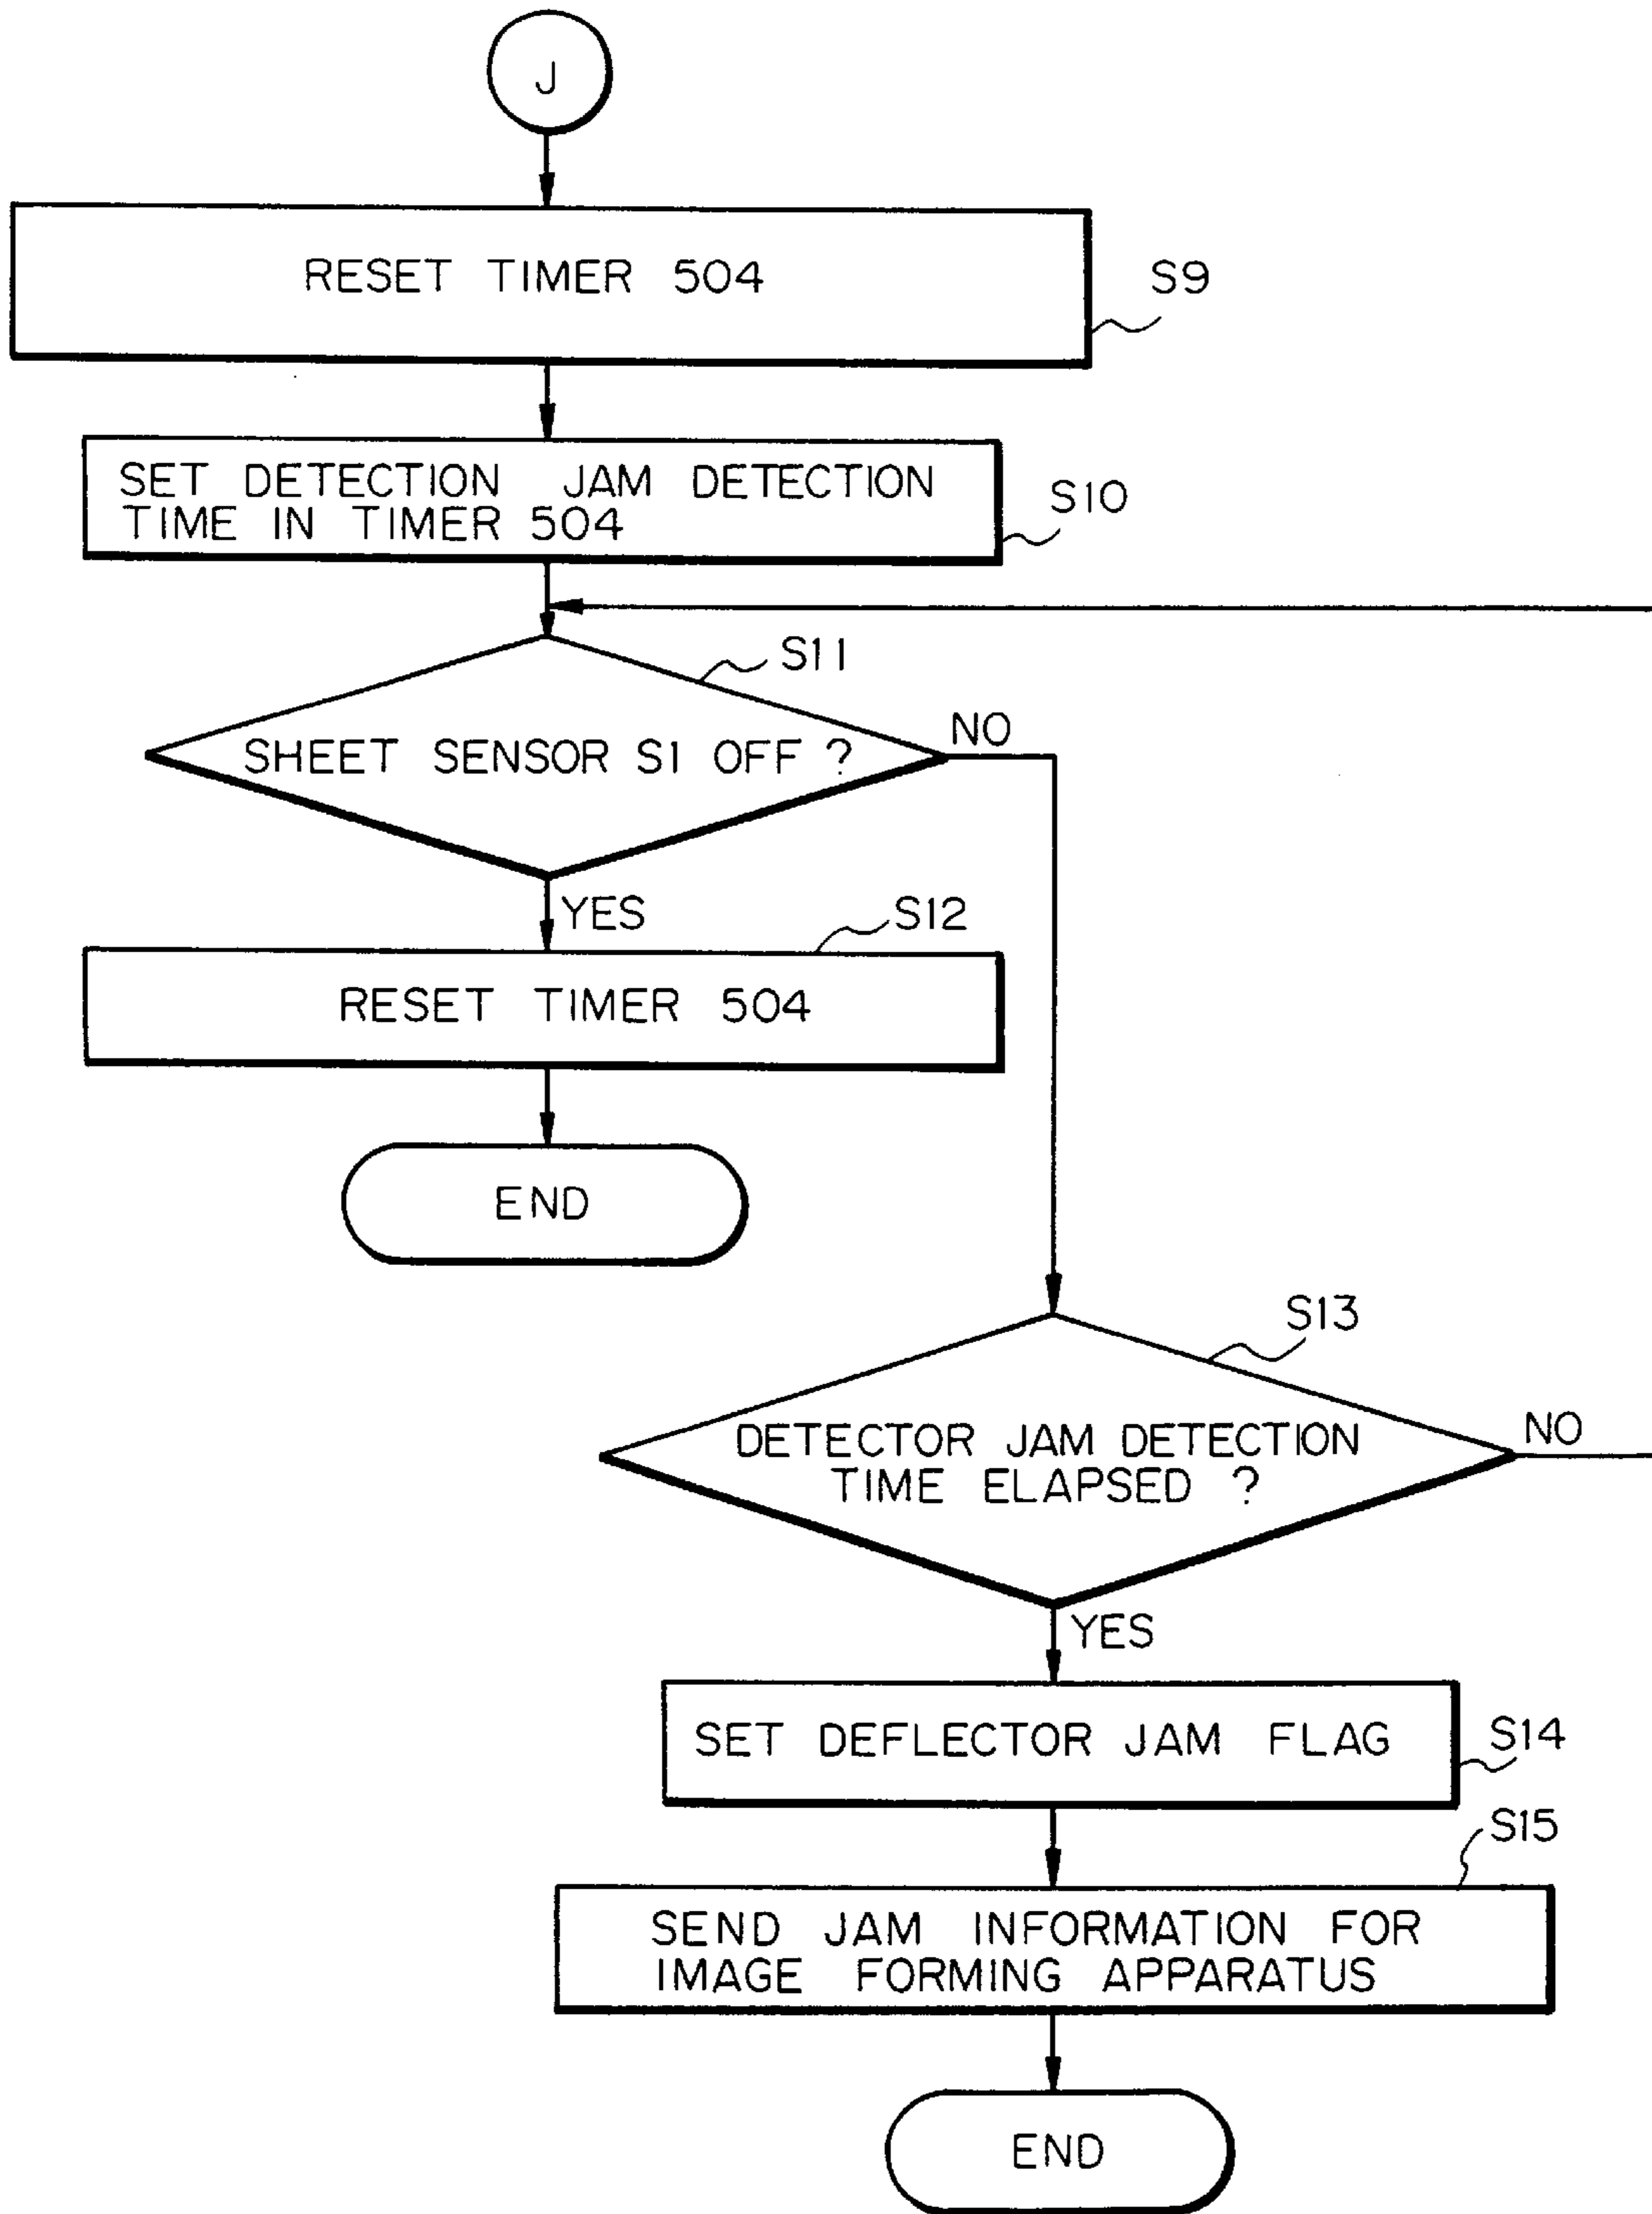 J
RESET TIMER 504
S9
SET DETECTION JAM DETECTION
TIME IN TIMER 504
S10
S11
SHEET SENSOR S1 OFF ?
NO
YES
S12
RESET TIMER 504
END
S13
DETECTOR JAM DETECTION
TIME ELAPSED ?
NO
YES
SET DEFLECTOR JAM FLAG
S14
S15
SEND JAM INFORMATION FOR
IMAGE FORMING APPARATUS
END